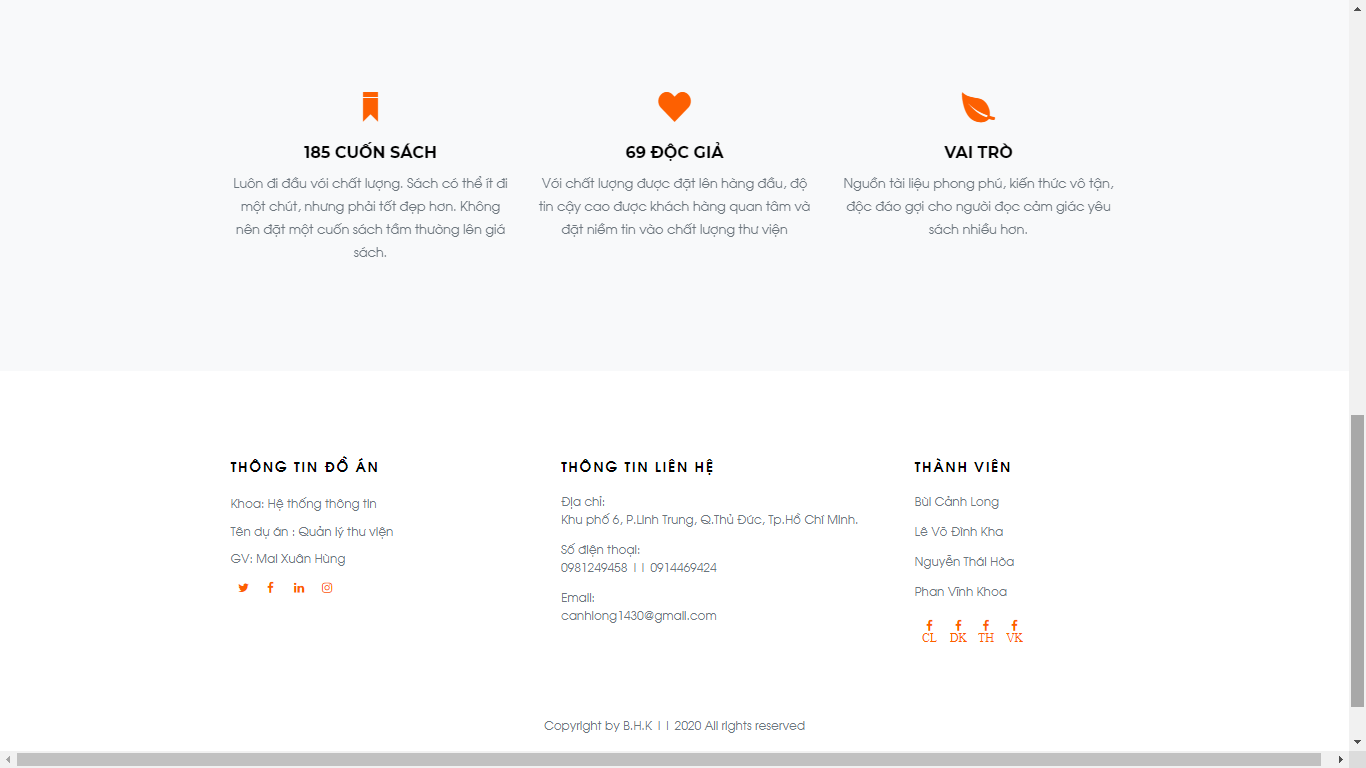 185 CUỐN SÁCH
Luôn đi đầu với chất lượng. Sách có thể ít đi
một chút, nhưng phải tốt đẹp hơn. Không
nên đặt một cuốn sách tầm thường lên giá
sách.
69 ĐỘC GIẢ
Với chất lượng được đặt lên hàng đầu, độ
tin cậy cao được khách hàng quan tâm và
đặt niềm tin vào chất lượng thư viện
VAI TRÒ
Nguồn tài liệu phong phú, kiến thức vô tận,
độc đáo gợi cho người đọc cảm giác yêu
sách nhiều hơn.
THÔNG TIN ĐỒ ÁN
Khoa: Hệ thống thông tin
Tên dự án : Quản lý thư viện
GV: Mai Xuân Hùng
THÔNG TIN LIÊN HỆ
Địa chỉ:
Khu phố 6, P.Linh Trung, Q.Thủ Đức, Tp.Hồ Chí Minh.
Số điện thoại:
0981249458 || 0914469424
Email:
canhlong1430@gmail.com
THÀNH VIÊN
Bùi Cảnh Long
Lê Võ Đình Kha
Nguyễn Thái Hòa
Phan Vĩnh Khoa
CL DK TH VK
Copyright by B.H.K || 2020 All rights reserved